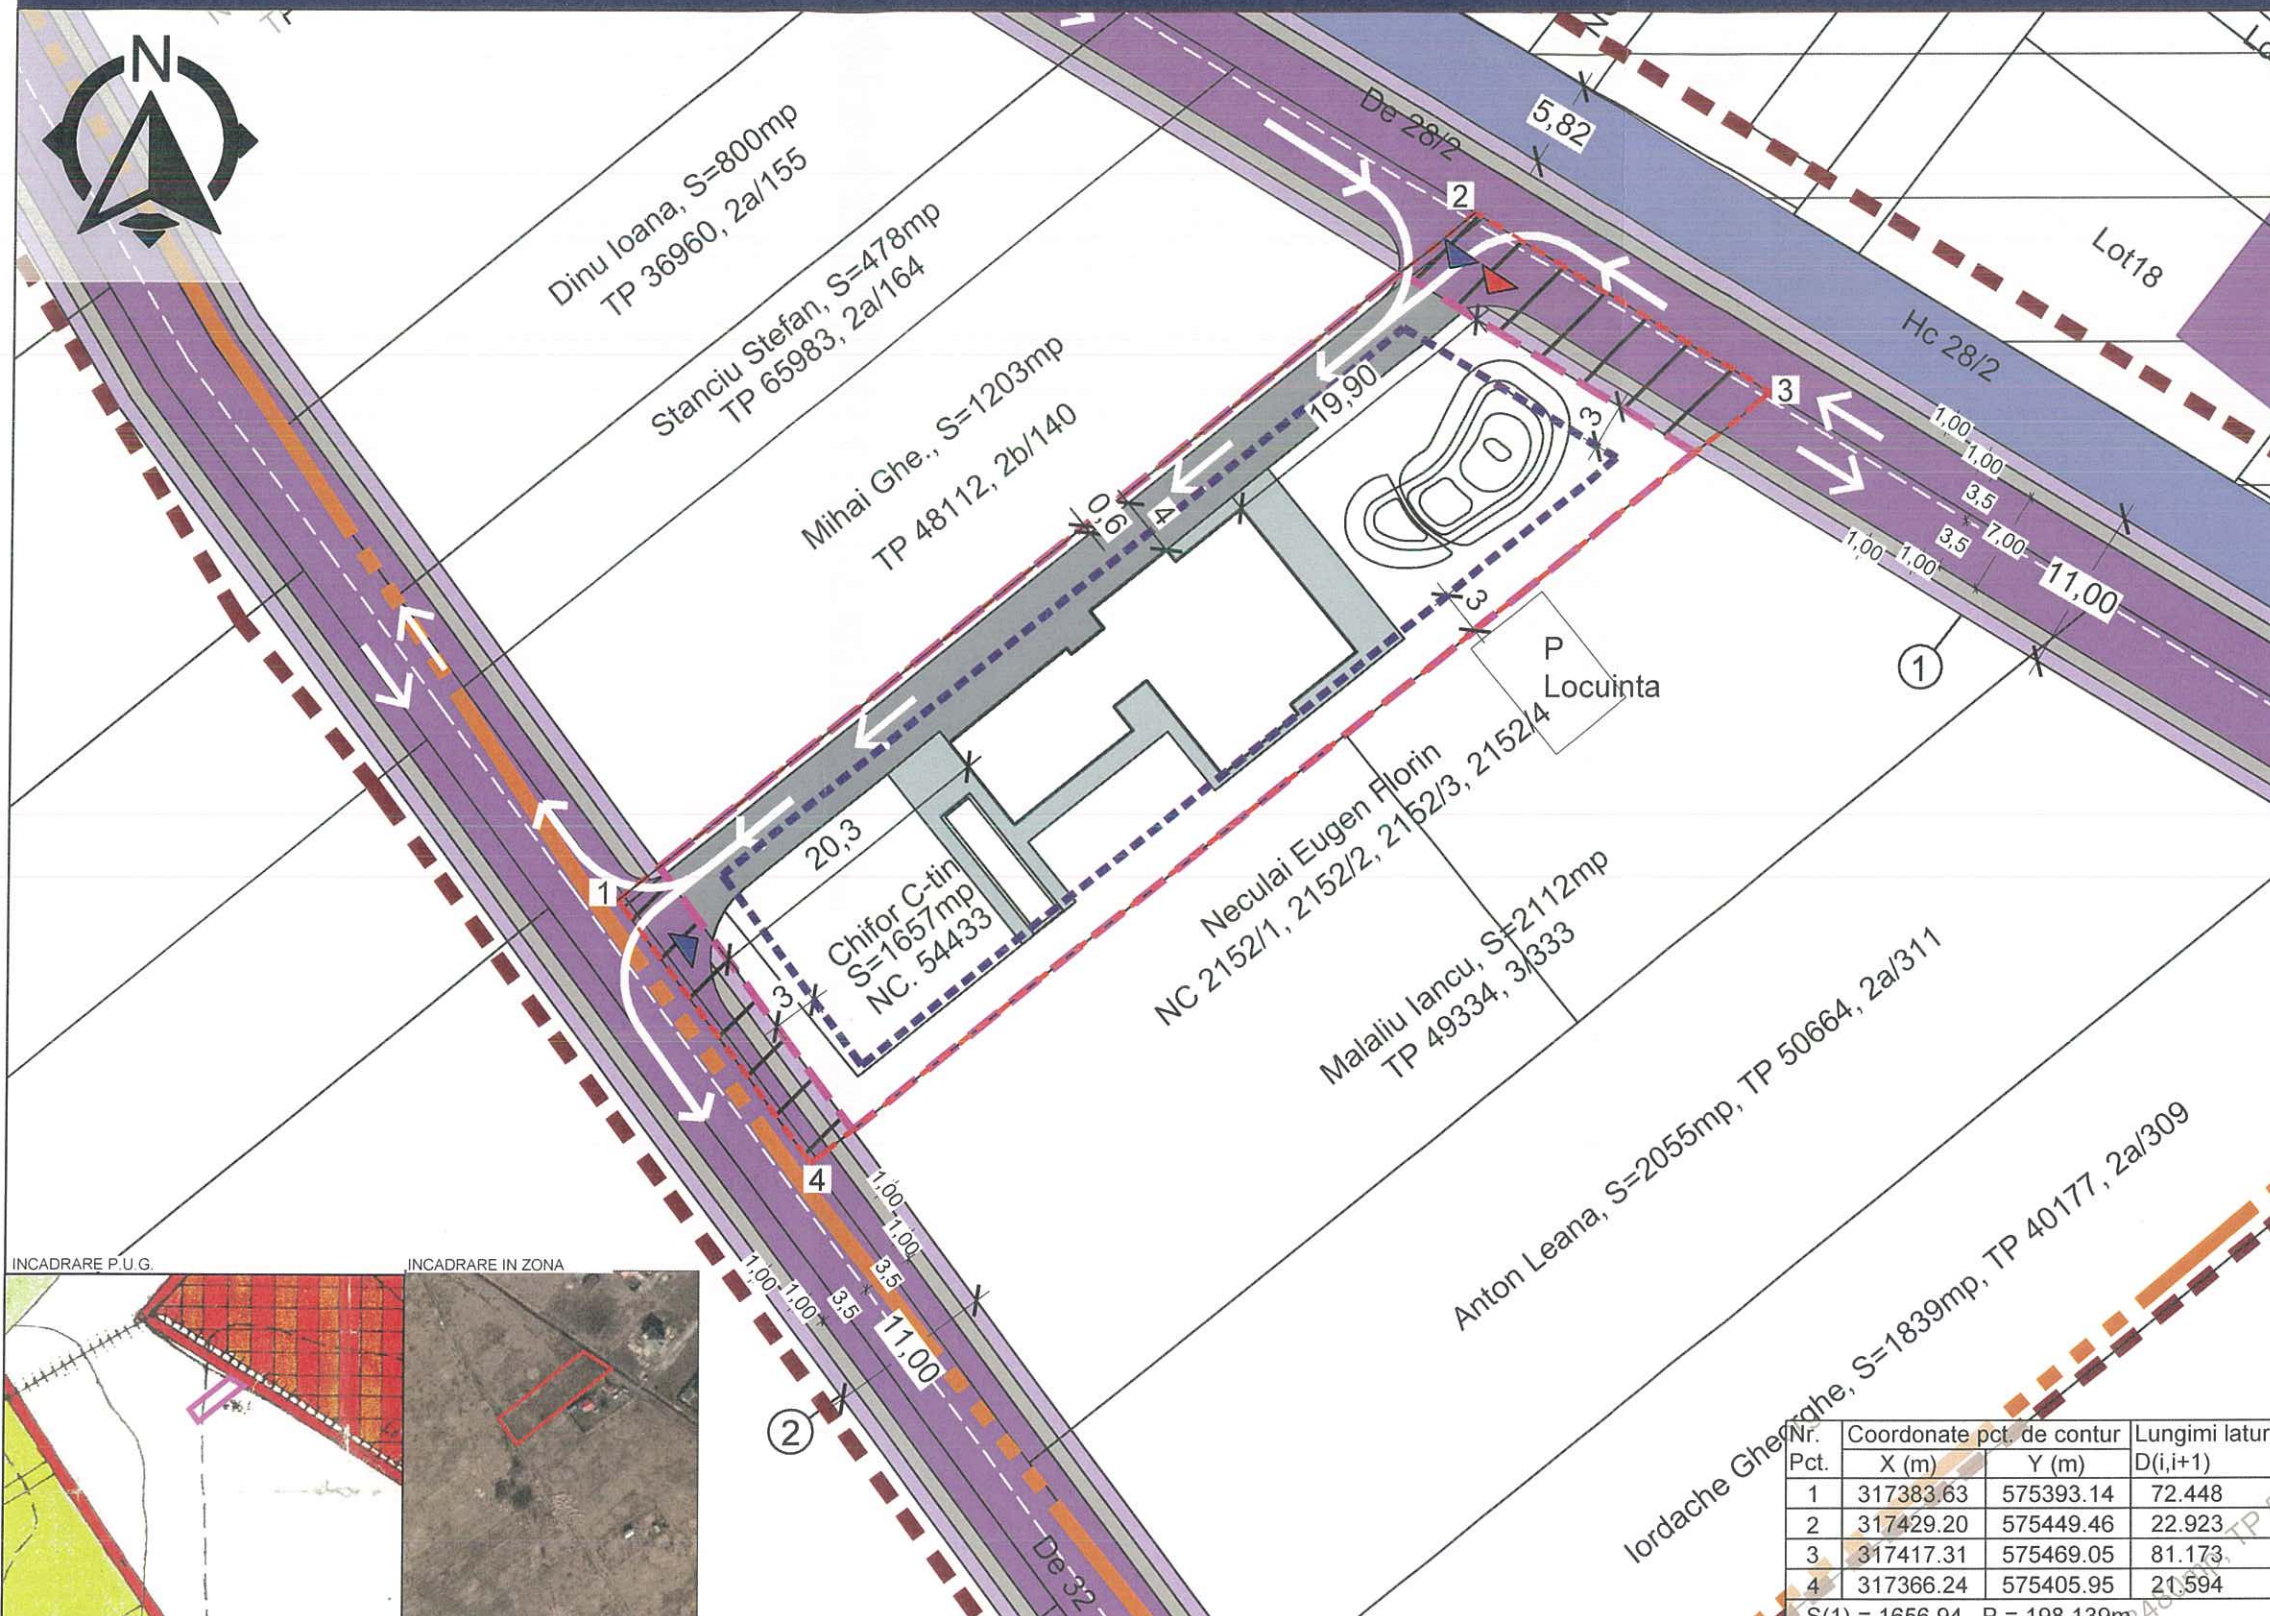 N
Dinu Ioana, S=800mp
TP 36960, 2a/155
Stanciu Stefan, S=478mp
TP 65983, 2a/164
Mihai Ghe., S=1203mp
TP 48112, 2b/140
De 28/2
5,82
2
Lot18
Hc 28/2
3
19,90
3
0,6
4
3
1,00
1,00
3,5
7,00
3,5
1,00
1,00
11,00
1
P
Locuinta
20,3
1
Chifor C-tin
S=1657mp
NC. 54433
3
Neculai Eugen Florin
NC 2152/1, 2152/2, 2152/3, 2152/4
Malaliu Iancu, S=2112mp
TP 49334, 3/333
Anton Leana, S=2055mp, TP 50664, 2a/311
Iordache Gheorghe, S=1839mp, TP 40177, 2a/309
4
1,00
1,00
3,5
1,00
1,00
3,5
11,00
2
De 32
INCADRARE P.U.G.
INCADRARE IN ZONA
Nr. Pct. Coordonate pct. de contur Lungimi latur
X (m) Y (m) D(i,i+1)
1 317383.63 575393.14 72.448
2 317429.20 575449.46 22.923
3 317417.31 575469.05 81.173
4 317366.24 575405.95 21.594
S(1) = 1656.94 P = 198.139m